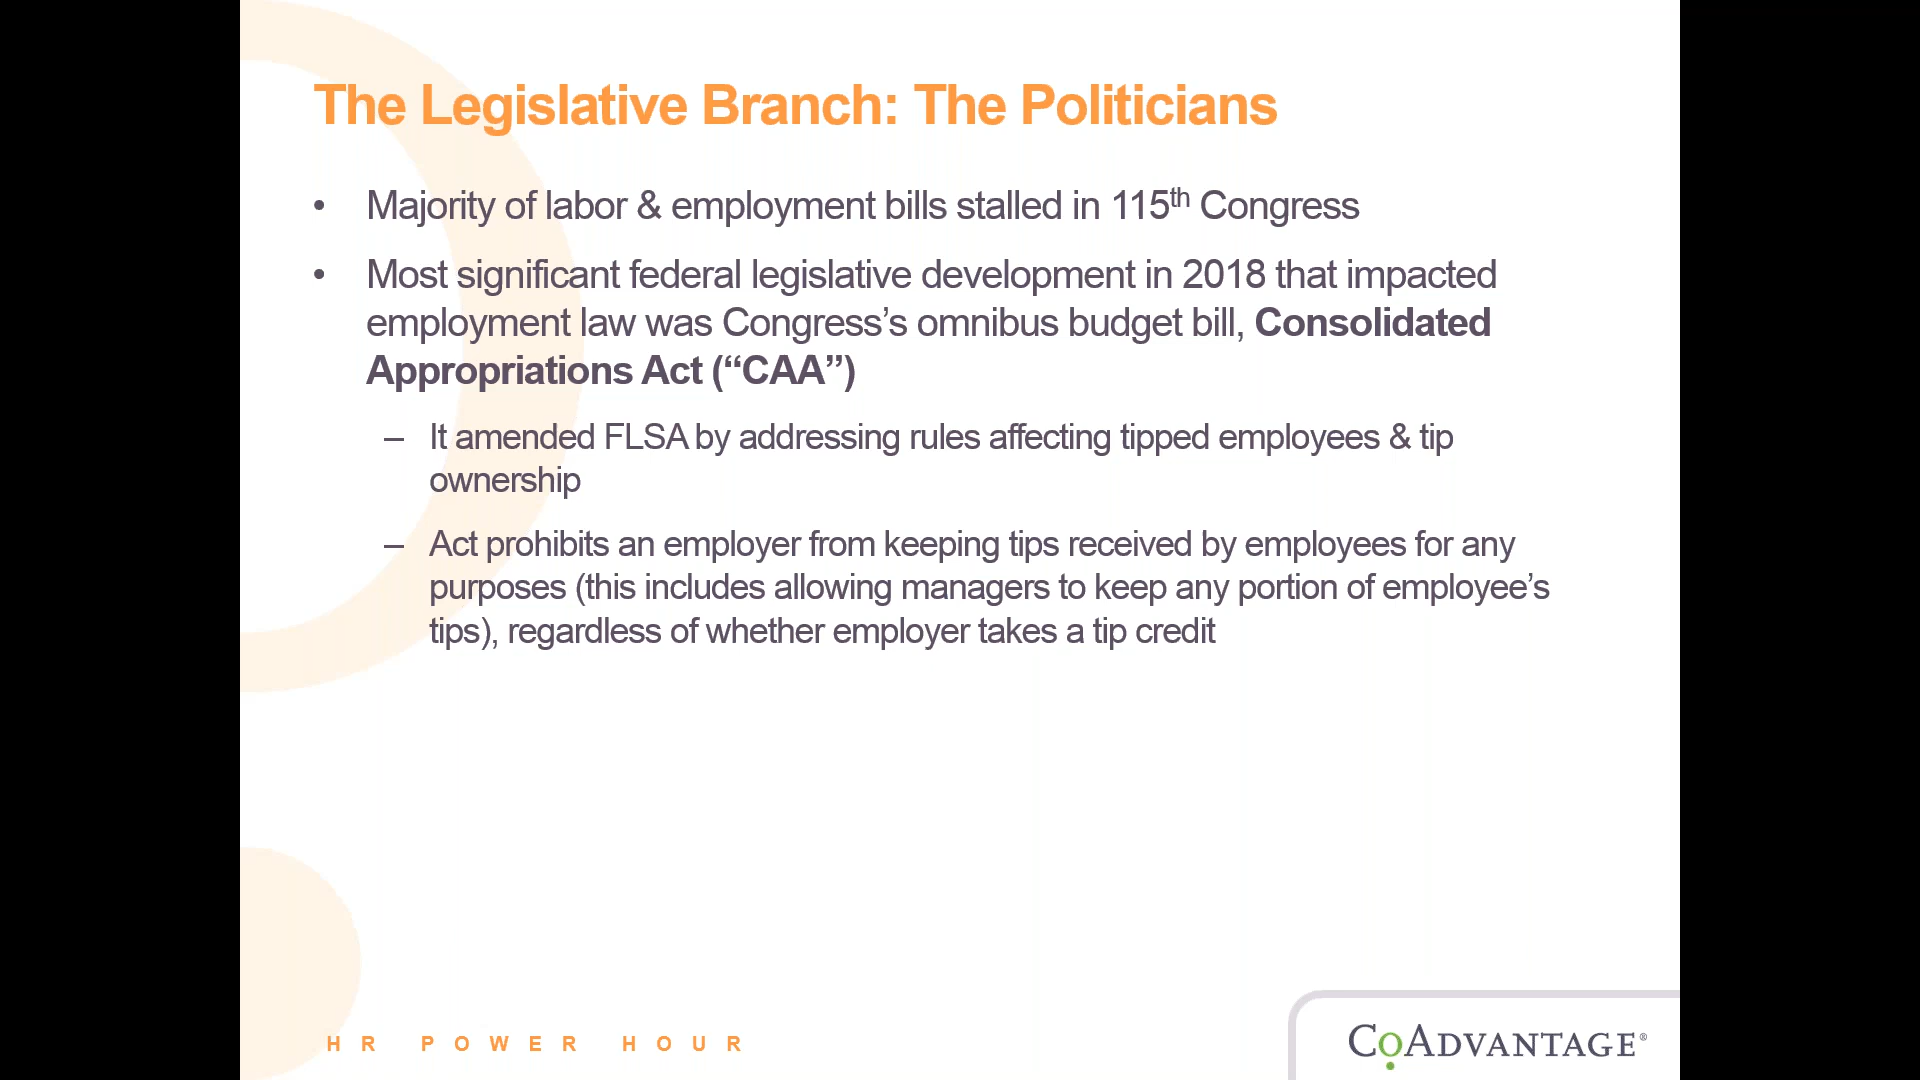 The Legislative Branch: The Politicians
• Majority of labor & employment bills stalled in 115th Congress
• Most significant federal legislative development in 2018 that impacted
employment law was Congress’s omnibus budget bill, Consolidated
Appropriations Act (“CAA”)
– It amended FLSA by addressing rules affecting tipped employees & tip
ownership
– Act prohibits an employer from keeping tips received by employees for any
purposes (this includes allowing managers to keep any portion of employee’s
tips), regardless of whether employer takes a tip credit
HR POWER HOUR
CoAdvantage®